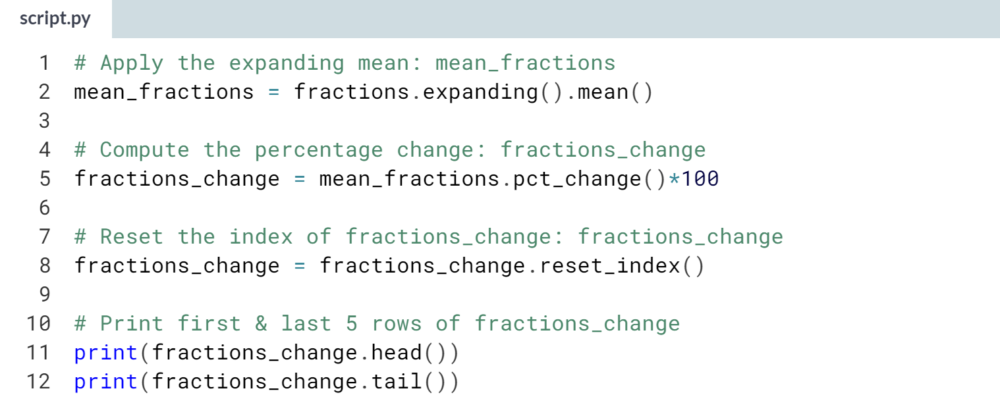 script.py
1 # Apply the expanding mean: mean_fractions
2 mean_fractions = fractions.expanding().mean()
3
4 # Compute the percentage change: fractions_change
5 fractions_change = mean_fractions.pct_change()*100
6
7 # Reset the index of fractions_change: fractions_change
8 fractions_change = fractions_change.reset_index()
9
10 # Print first & last 5 rows of fractions_change
11 print(fractions_change.head())
12 print(fractions_change.tail())